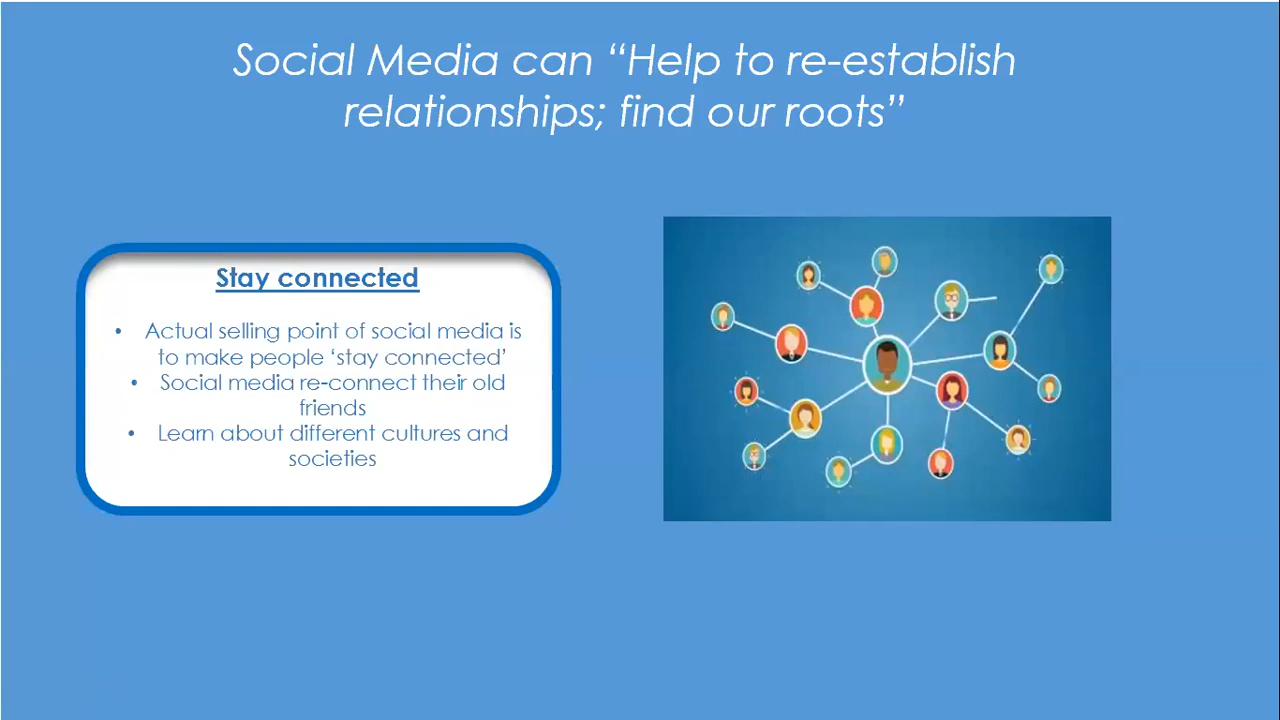 Social Media can “Help to re-establish
relationships; find our roots”
Stay connected
• Actual selling point of social media is
to make people ‘stay connected’
• Social media re-connect their old
friends
• Learn about different cultures and
societies